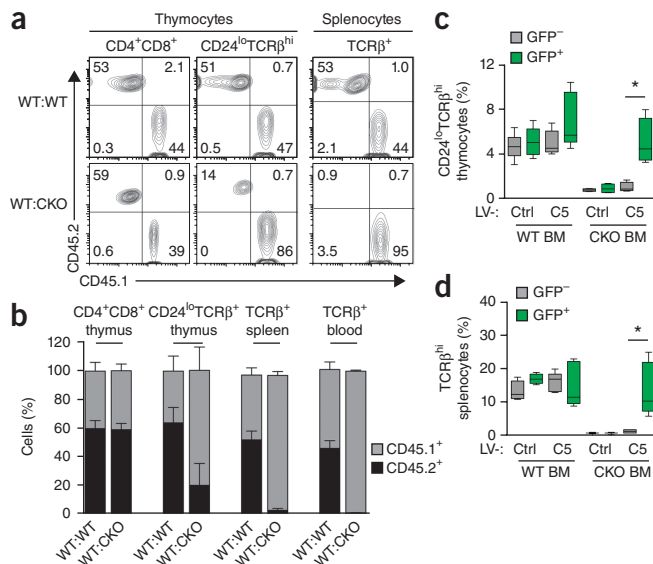 a
Thymocytes
Splenocytes
CD4⁺CD8⁺
CD24ˡᵒTCRβʰⁱ
TCRβ⁺
WT:WT
53 2.1
0.3 44
51 0.7
0.5 47
53 1.0
2.1 44
WT:CKO
59 0.9
0.6 39
14 0.7
0 86
0.9 0.7
3.5 95
CD45.2
CD45.1
b
CD4⁺CD8⁺ thymus
CD24ˡᵒTCRβ⁺ thymus
TCRβ⁺ spleen
TCRβ⁺ blood
Cells (%)
120
100
80
60
40
20
0
CD45.1⁺
CD45.2⁺
WT:WT
WT:CKO
WT:WT
WT:CKO
WT:WT
WT:CKO
WT:WT
WT:CKO
c
GFP⁻
GFP⁺
CD24ˡᵒTCRβʰⁱ
thymocytes (%)
12
8
4
0
*
LV-: Ctrl C5 Ctrl C5
WT BM CKO BM
d
GFP⁻
GFP⁺
TCRβʰⁱ
splenocytes (%)
40
30
20
10
0
*
LV-: Ctrl C5 Ctrl C5
WT BM CKO BM